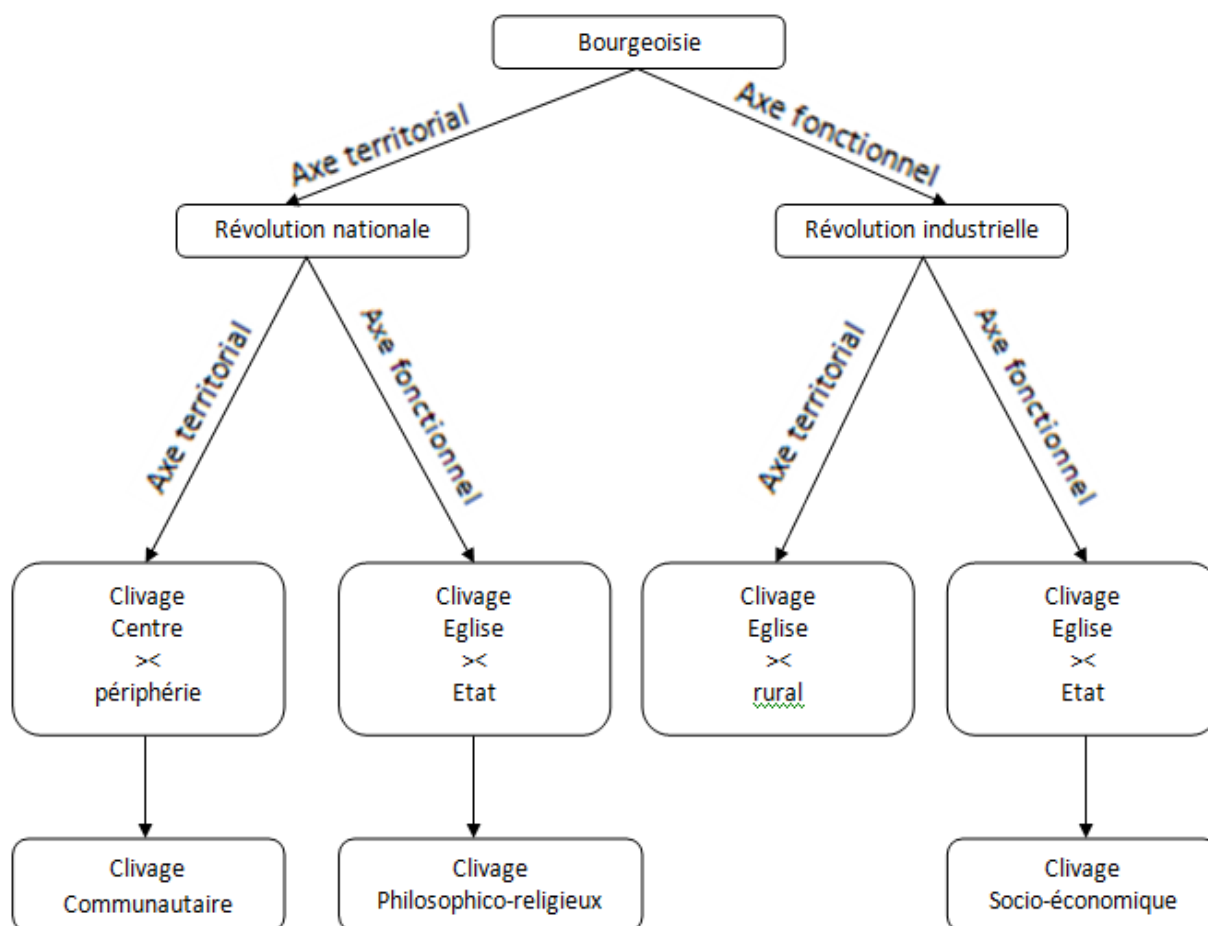 Bourgeoisie
Axe territorial
Axe fonctionnel
Révolution nationale
Révolution industrielle
Axe territorial
Axe fonctionnel
Axe territorial
Axe fonctionnel
Clivage
Centre
><
périphérie
Clivage
Eglise
><
Etat
Clivage
Eglise
><
rural
Clivage
Eglise
><
Etat
Clivage
Communautaire
Clivage
Philosophico-religieux
Clivage
Socio-économique